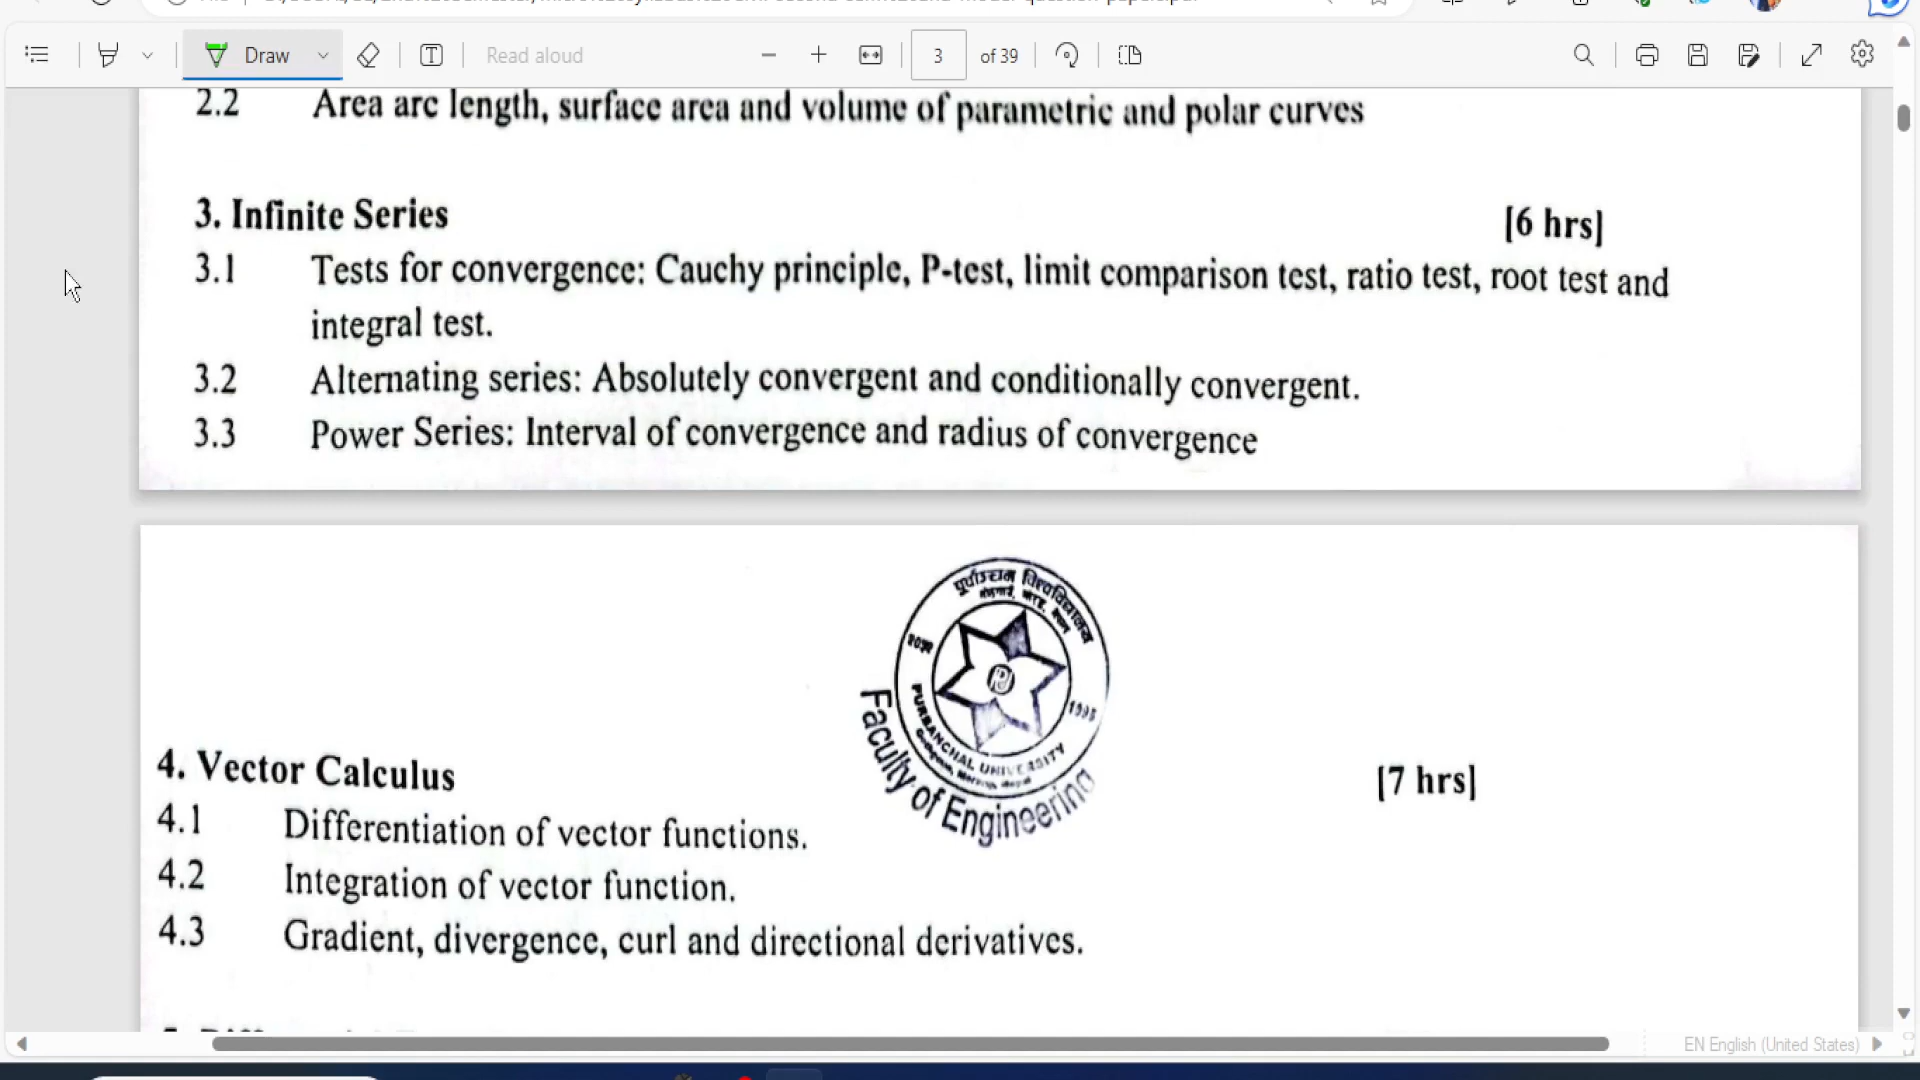 Draw
Read aloud
3 of 39
2.2 Area arc length, surface area and volume of parametric and polar curves
3. Infinite Series [6 hrs]
3.1 Tests for convergence: Cauchy principle, P-test, limit comparison test, ratio test, root test and
integral test.
3.2 Alternating series: Absolutely convergent and conditionally convergent.
3.3 Power Series: Interval of convergence and radius of convergence
1995
PURBANCHAL UNIVERSITY
Faculty of Engineering
4. Vector Calculus [7 hrs]
4.1 Differentiation of vector functions.
4.2 Integration of vector function.
4.3 Gradient, divergence, curl and directional derivatives.
EN English (United States)